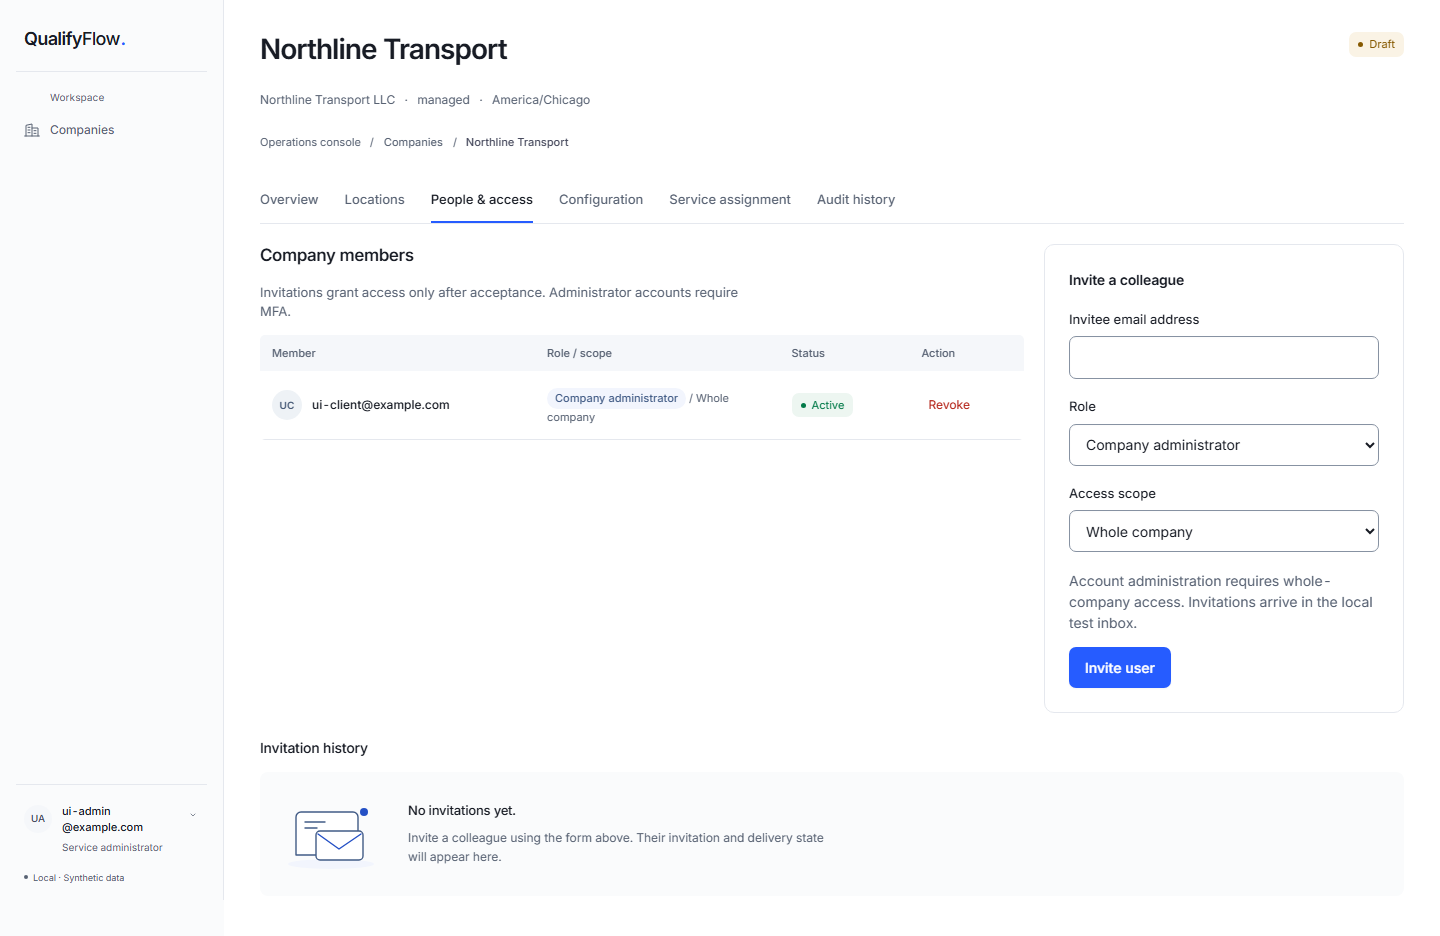 QualifyFlow.
Workspace
Companies
Northline Transport
Draft
Northline Transport LLC · managed · America/Chicago
Operations console / Companies / Northline Transport
Overview Locations People & access Configuration Service assignment Audit history
Company members
Invitations grant access only after acceptance. Administrator accounts require
MFA.
Member Role / scope Status Action
UC ui-client@example.com Company administrator / Whole
company
Active
Revoke
Invite a colleague
Invitee email address
Role
Company administrator
Access scope
Whole company
Account administration requires whole-
company access. Invitations arrive in the local
test inbox.
Invite user
Invitation history
No invitations yet.
Invite a colleague using the form above. Their invitation and delivery state
will appear here.
UA
ui-admin
@example.com
Service administrator
Local · Synthetic data